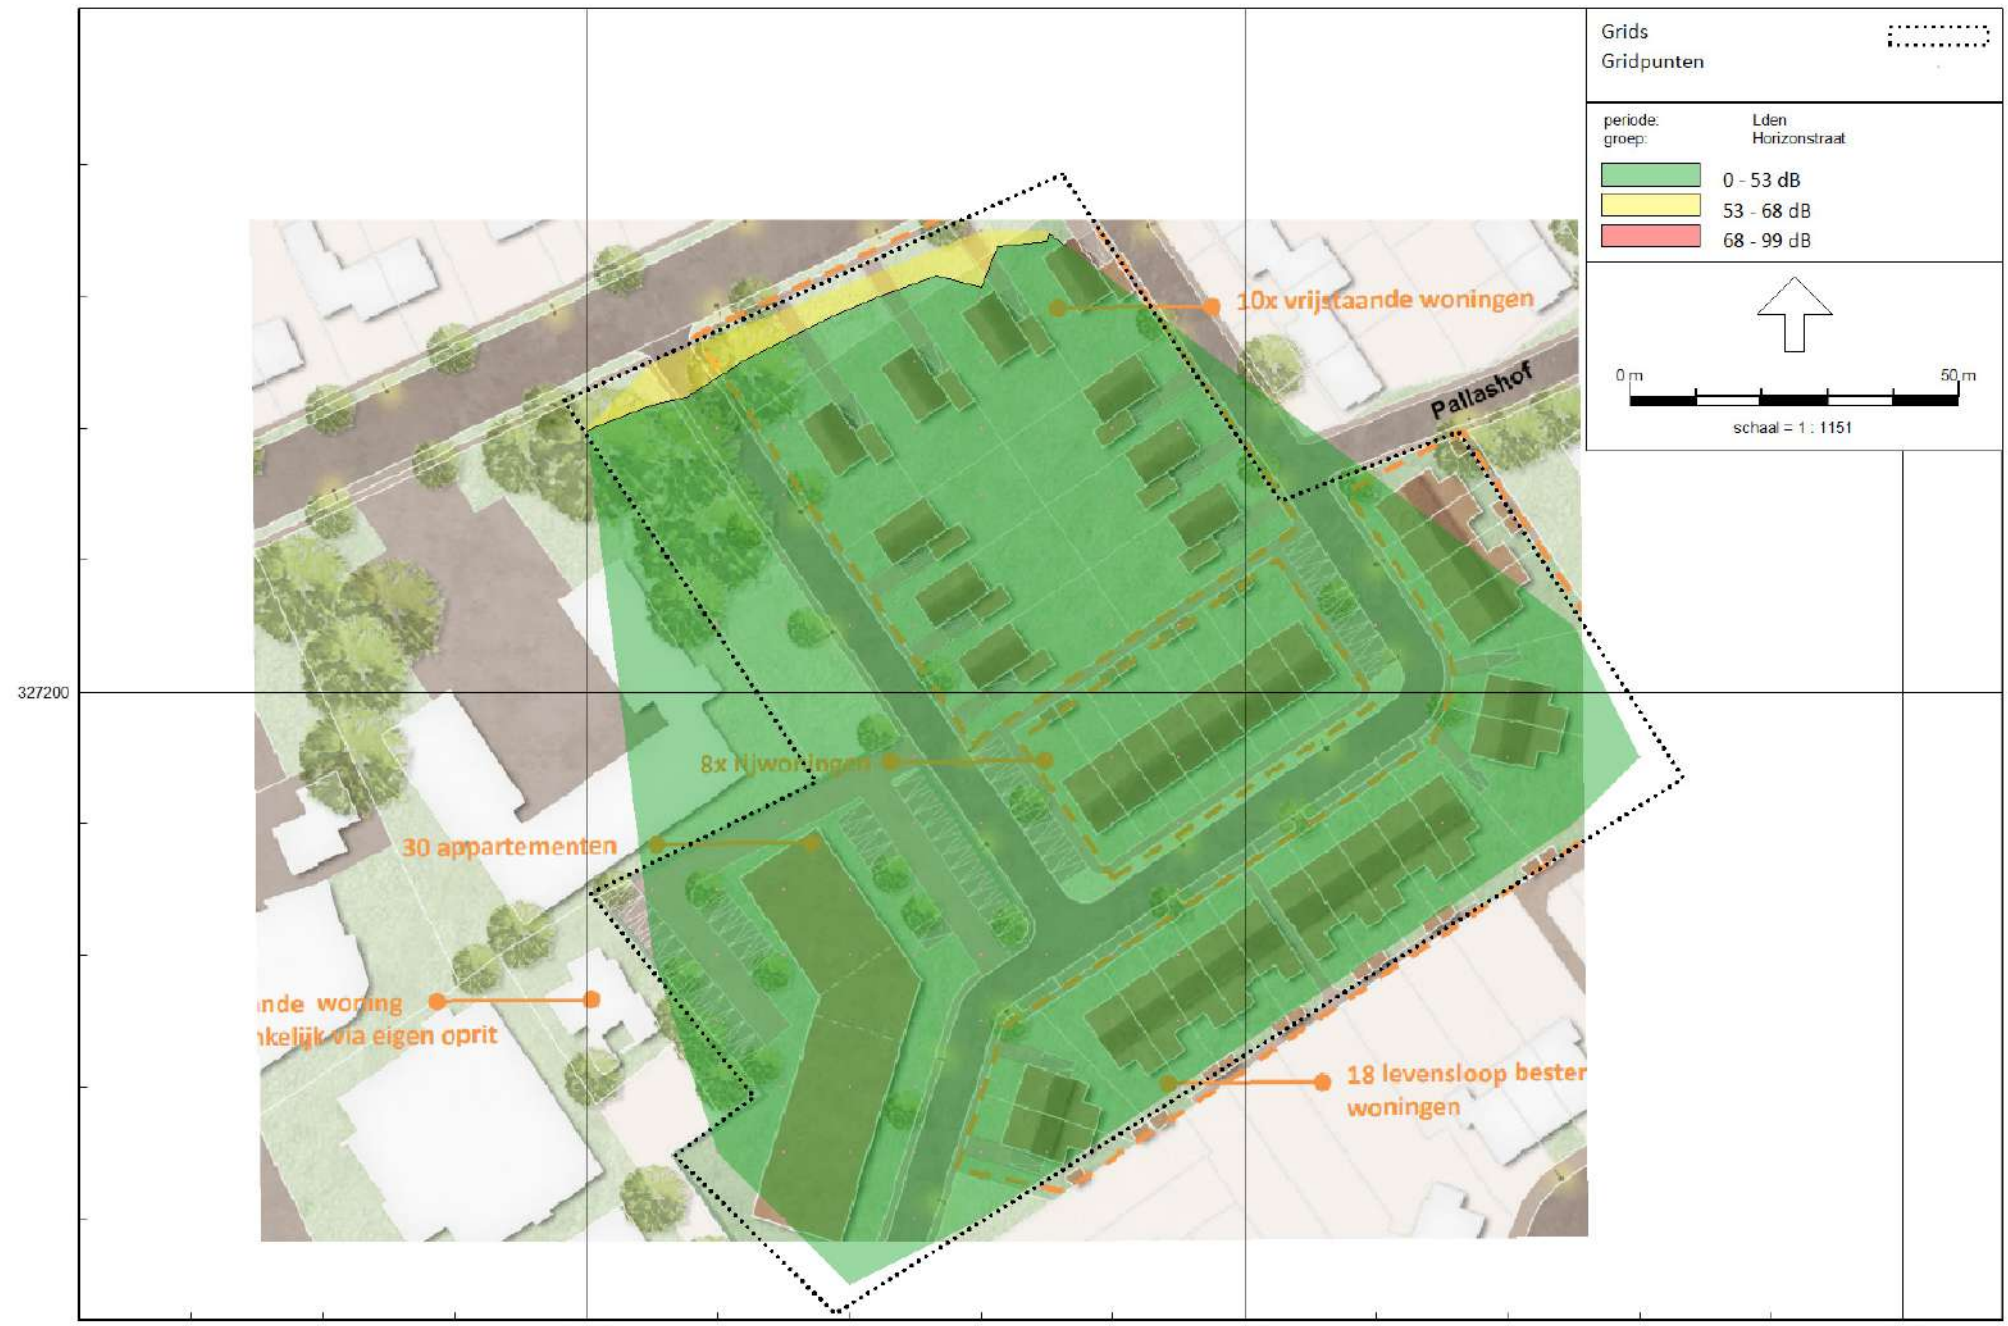 Grids
Gridpunten
periode: Lden
groep: Horizonstraat
0 - 53 dB
53 - 68 dB
68 - 99 dB
0 m 50 m
schaal = 1 : 1151
10x vrijstaande woningen
Pallashof
327200
8x rijwoningen
30 appartementen
ande woning
nkelijk via eigen oprit
18 levensloop bester
woningen